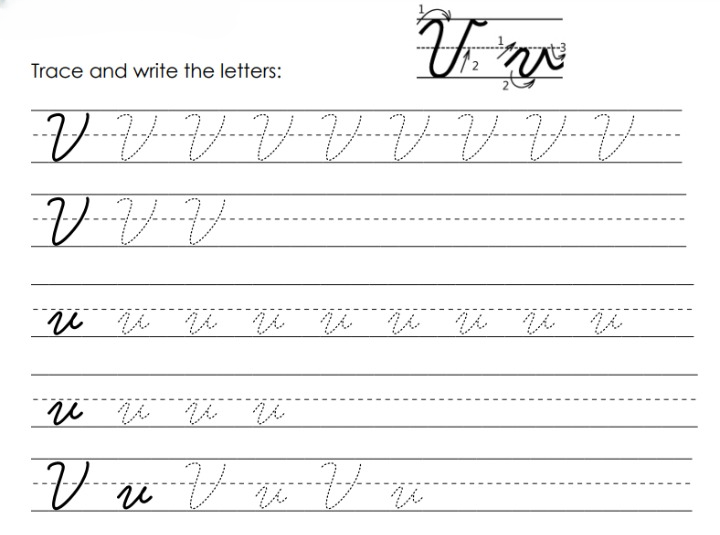 1 V 2 1 v 3 2
Trace and write the letters:
V V V V V V V V V
V V V
v v v v v v v v v
v v v v
V v V v V v